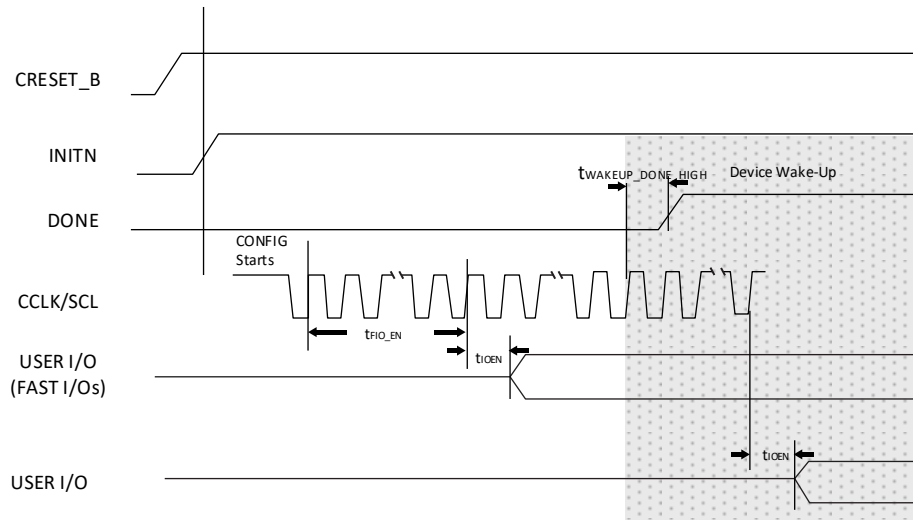 CRESET_B
INITN
tWAKEUP_DONE_HIGH Device Wake-Up
DONE
CONFIG
Starts
CCLK/SCL
tFIO_EN
USER I/O
(FAST I/Os)
tIOEN
tIOEN
USER I/O